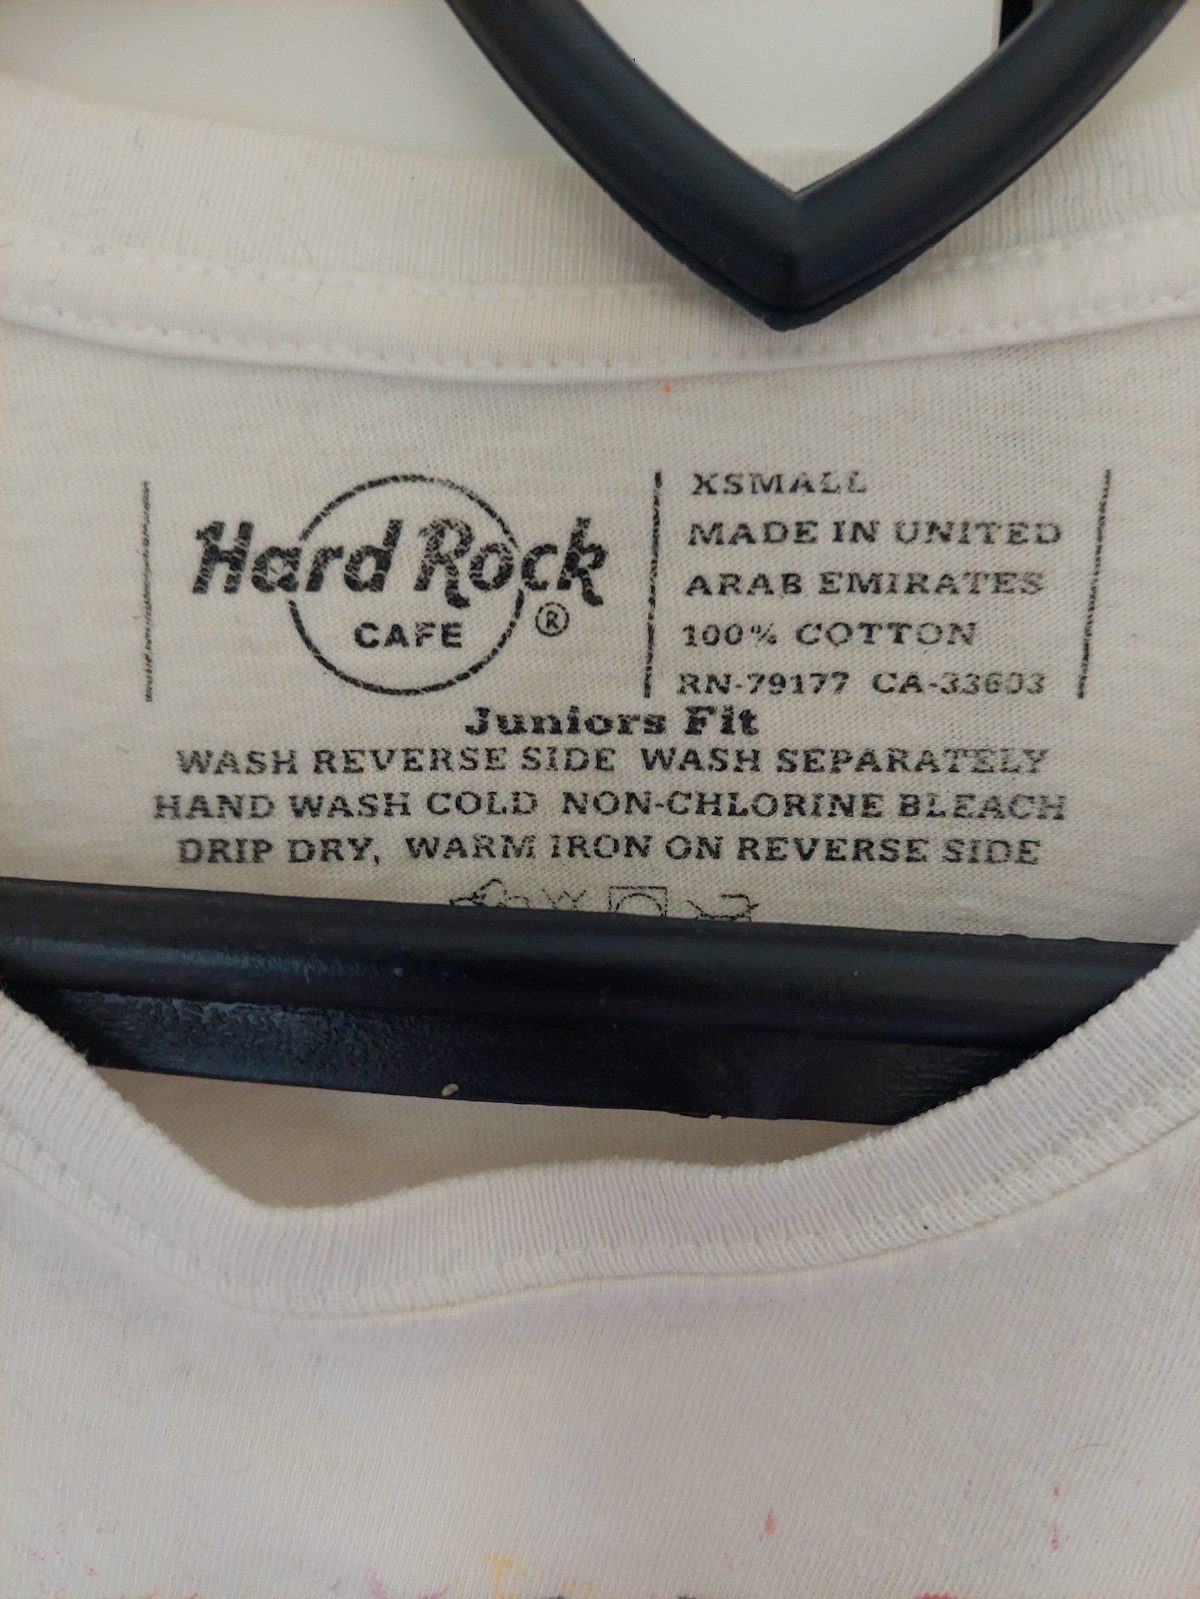 Hard Rock
CAFE
®
XSMALL
MADE IN UNITED
ARAB EMIRATES
100% COTTON
RN-79177 CA-33603
Juniors Fit
WASH REVERSE SIDE WASH SEPARATELY
HAND WASH COLD NON-CHLORINE BLEACH
DRIP DRY, WARM IRON ON REVERSE SIDE